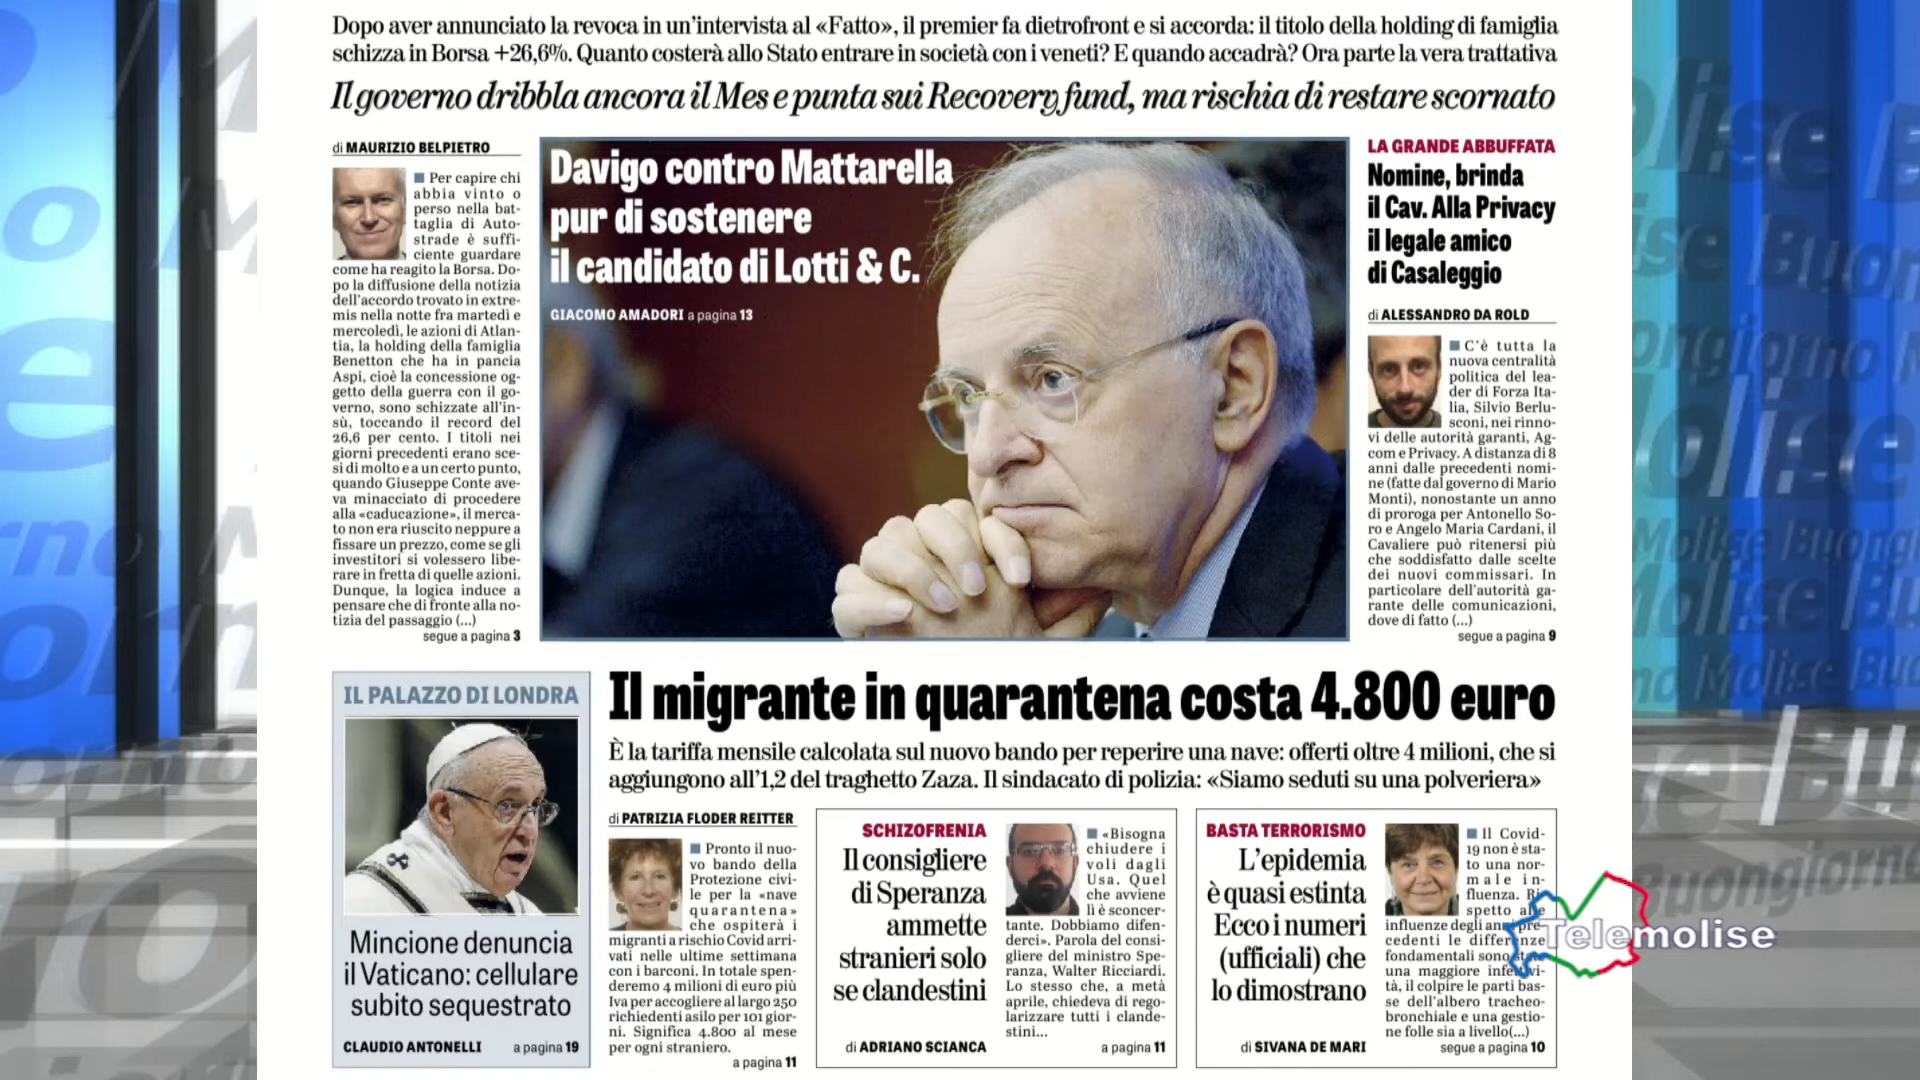 Dopo aver annunciato la revoca in un'intervista al «Fatto», il premier fa dietrofront e si accorda: il titolo della holding di famiglia
schizza in Borsa +26,6%. Quanto costerà allo Stato entrare in società con i veneti? E quando accadrà? Ora parte la vera trattativa
Il governo dribbla ancora il Mes e punta sui Recovery fund, ma rischia di restare scornato
di MAURIZIO BELPIETRO
■ Per capire chi
abbia vinto o
perso nella bat-
taglia di Auto-
strade è suffi-
ciente guardare
come ha reagito la Borsa. Do-
po la diffusione della notizia
dell'accordo trovato in extre-
mis nella notte fra martedì e
mercoledì, le azioni di Atlan-
tia, la holding della famiglia
Benetton che ha in pancia
Aspi, cioè la concessione og-
getto della guerra con il go-
verno, sono schizzate all'in-
sù, toccando il record del
26,6 per cento. I titoli nei
giorni precedenti erano sce-
si di molto e a un certo punto,
quando Giuseppe Conte ave-
va minacciato di procedere
alla «caducazione», il merca-
to non era riuscito neppure a
fissare un prezzo, come se gli
investitori si volessero libe-
rare in fretta di quelle azioni.
Dunque, la logica induce a
pensare che di fronte alla no-
tizia del passaggio (...)
segue a pagina 3
Davigo contro Mattarella
pur di sostenere
il candidato di Lotti & C.
GIACOMO AMADORI a pagina 13
LA GRANDE ABBUFFATA
Nomine, brinda
il Cav. Alla Privacy
il legale amico
di Casaleggio
di ALESSANDRO DA ROLD
■ C'è tutta la
nuova centralità
politica del lea-
der di Forza Ita-
lia, Silvio Berlu-
sconi, nei rinno-
vi delle autorità garanti, Ag-
com e Privacy. A distanza di 8
anni dalle precedenti nomi-
ne (fatte dal governo di Mario
Monti), nonostante un anno
di proroga per Antonello So-
ro e Angelo Maria Cardani, il
Cavaliere può ritenersi più
che soddisfatto dalle scelte
dei nuovi commissari. In
particolare dell'autorità ga-
rante delle comunicazioni,
dove di fatto (...)
segue a pagina 9
IL PALAZZO DI LONDRA
Mincione denuncia
il Vaticano: cellulare
subito sequestrato
CLAUDIO ANTONELLI a pagina 19
Il migrante in quarantena costa 4.800 euro
È la tariffa mensile calcolata sul nuovo bando per reperire una nave: offerti oltre 4 milioni, che si
aggiungono all'1,2 del traghetto Zaza. Il sindacato di polizia: «Siamo seduti su una polveriera»
di PATRIZIA FLODER REITTER
■ Pronto il nuo-
vo bando della
Protezione civi-
le per la «nave
quarantena»
che ospiterà i
migranti a rischio Covid arri-
vati nelle ultime settimana
con i barconi. In totale spen-
deremo 4 milioni di euro più
Iva per accogliere al largo 250
richiedenti asilo per 101 gior-
ni. Significa 4.800 al mese
per ogni straniero.
a pagina 11
SCHIZOFRENIA
Il consigliere
di Speranza
ammette
stranieri solo
se clandestini
di ADRIANO SCIANCA
■ «Bisogna
chiudere i
voli dagli
Usa. Quel
che avviene
lì è sconcer-
tante. Dobbiamo difen-
derci». Parola del consi-
gliere del ministro Spe-
ranza, Walter Ricciardi.
Lo stesso che, a metà
aprile, chiedeva di rego-
larizzare tutti i clande-
stini...
a pagina 11
BASTA TERRORISMO
L'epidemia
è quasi estinta
Ecco i numeri
(ufficiali) che
lo dimostrano
di SIVANA DE MARI
■ Il Covid-
19 non è sta-
to una nor-
male in-
fluenza. Ri-
spetto alle
influenze degli anni pre-
cedenti le differenze
fondamentali sono state
una maggiore infettivi-
tà, il colpire le parti bas-
se dell'albero tracheo-
bronchiale e una gestio-
ne folle sia a livello(...)
segue a pagina 10
Telemolise
Buongiorno
Molise